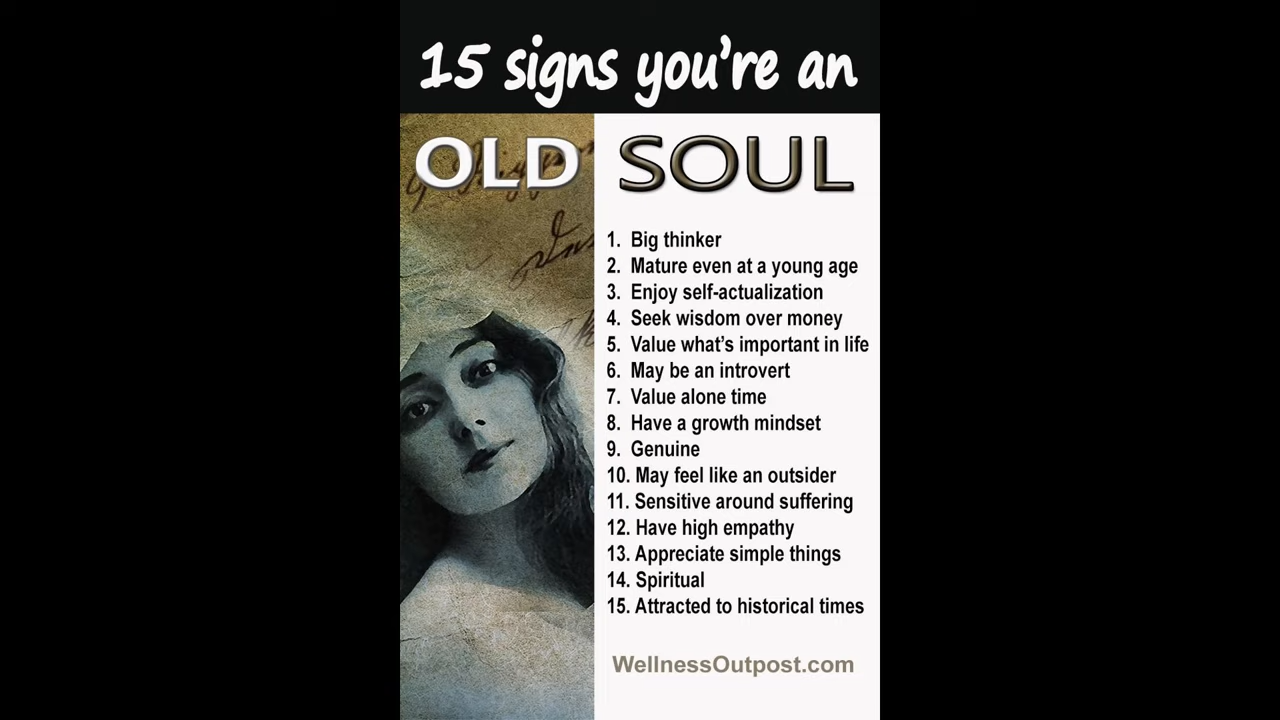 15 signs you're an
OLD SOUL
1. Big thinker
2. Mature even at a young age
3. Enjoy self-actualization
4. Seek wisdom over money
5. Value what's important in life
6. May be an introvert
7. Value alone time
8. Have a growth mindset
9. Genuine
10. May feel like an outsider
11. Sensitive around suffering
12. Have high empathy
13. Appreciate simple things
14. Spiritual
15. Attracted to historical times
WellnessOutpost.com